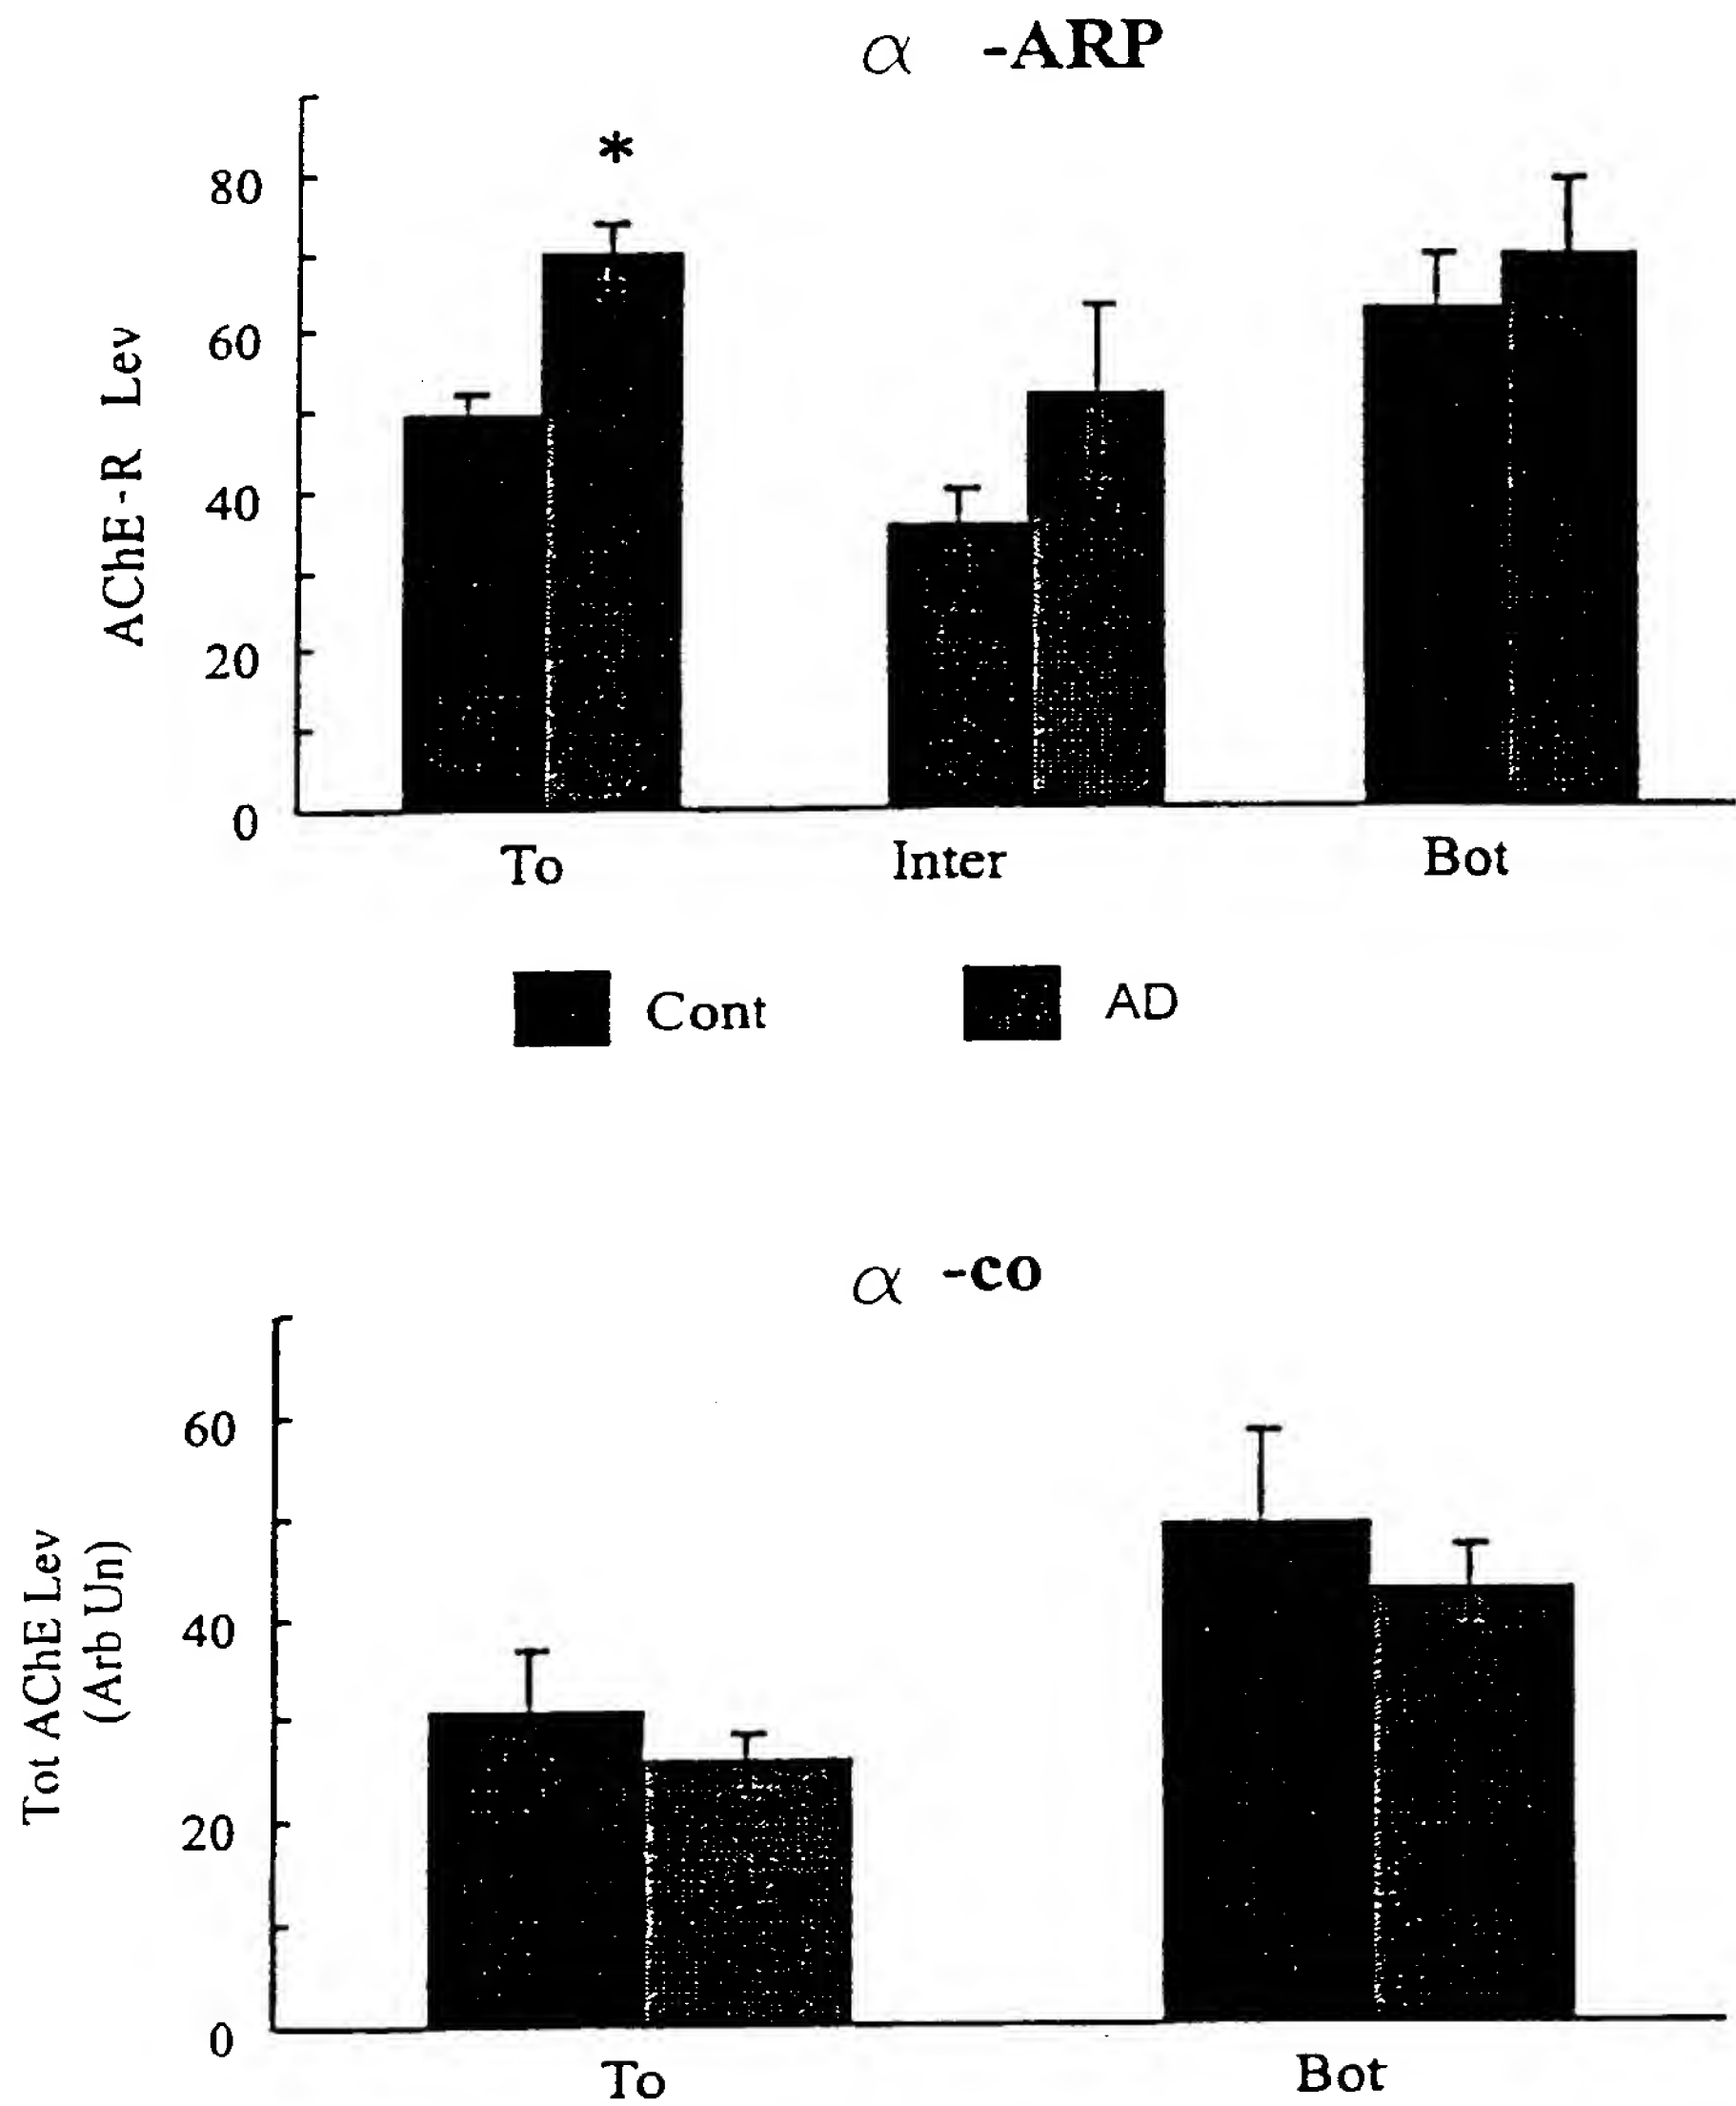 α -ARP
*
80
60
40
20
0
AChE-R Lev
To Inter Bot
Cont AD
α -co
60
40
20
0
Tot AChE Lev
(Arb Un)
To Bot